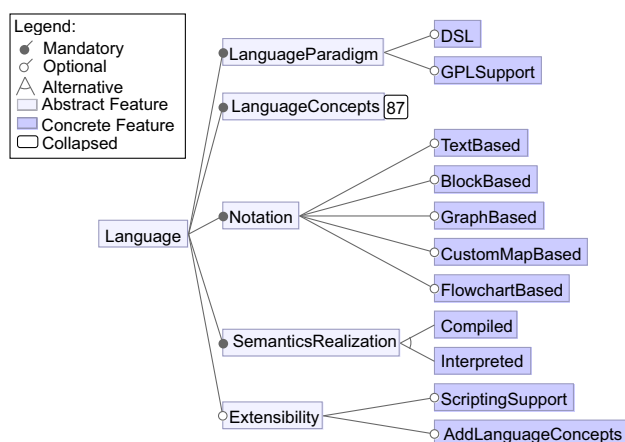 Legend:
Mandatory
Optional
Alternative
Abstract Feature
Concrete Feature
Collapsed
Language
LanguageParadigm
DSL
GPLSupport
LanguageConcepts 87
Notation
TextBased
BlockBased
GraphBased
CustomMapBased
FlowchartBased
SemanticsRealization
Compiled
Interpreted
Extensibility
ScriptingSupport
AddLanguageConcepts